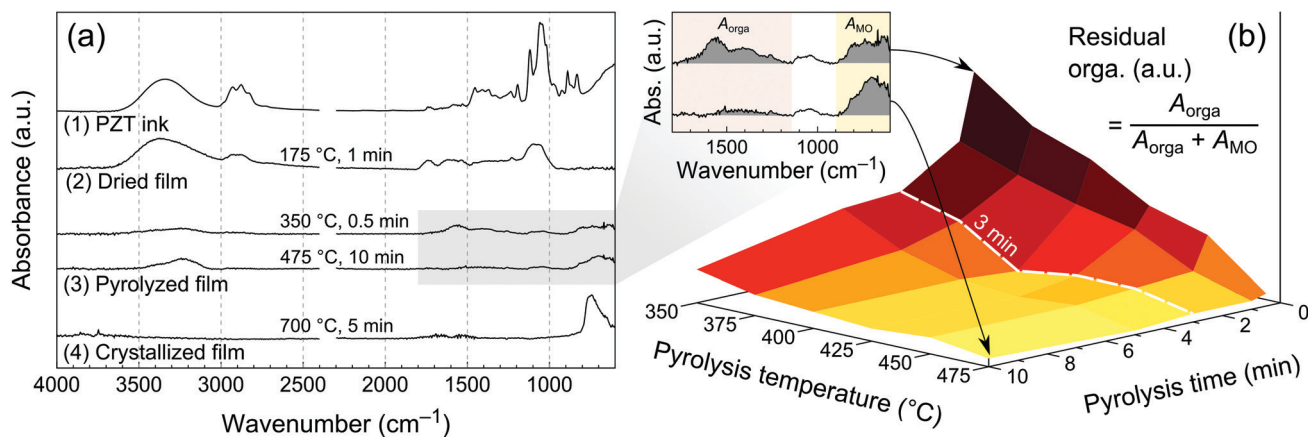 (a)
Absorbance (a.u.)
(1) PZT ink
175 °C, 1 min
(2) Dried film
350 °C, 0.5 min
475 °C, 10 min
(3) Pyrolyzed film
700 °C, 5 min
(4) Crystallized film
4000 3500 3000 2500 2000 1500 1000
Wavenumber (cm–1)
Aorga AMO
Abs. (a.u.)
1500 1000
Wavenumber (cm–1)
(b)
Residual
orga. (a.u.)
= Aorga
Aorga + AMO
3 min
350 375 400 425 450 475
Pyrolysis temperature (°C)
10 8 6 4 2 0
Pyrolysis time (min)